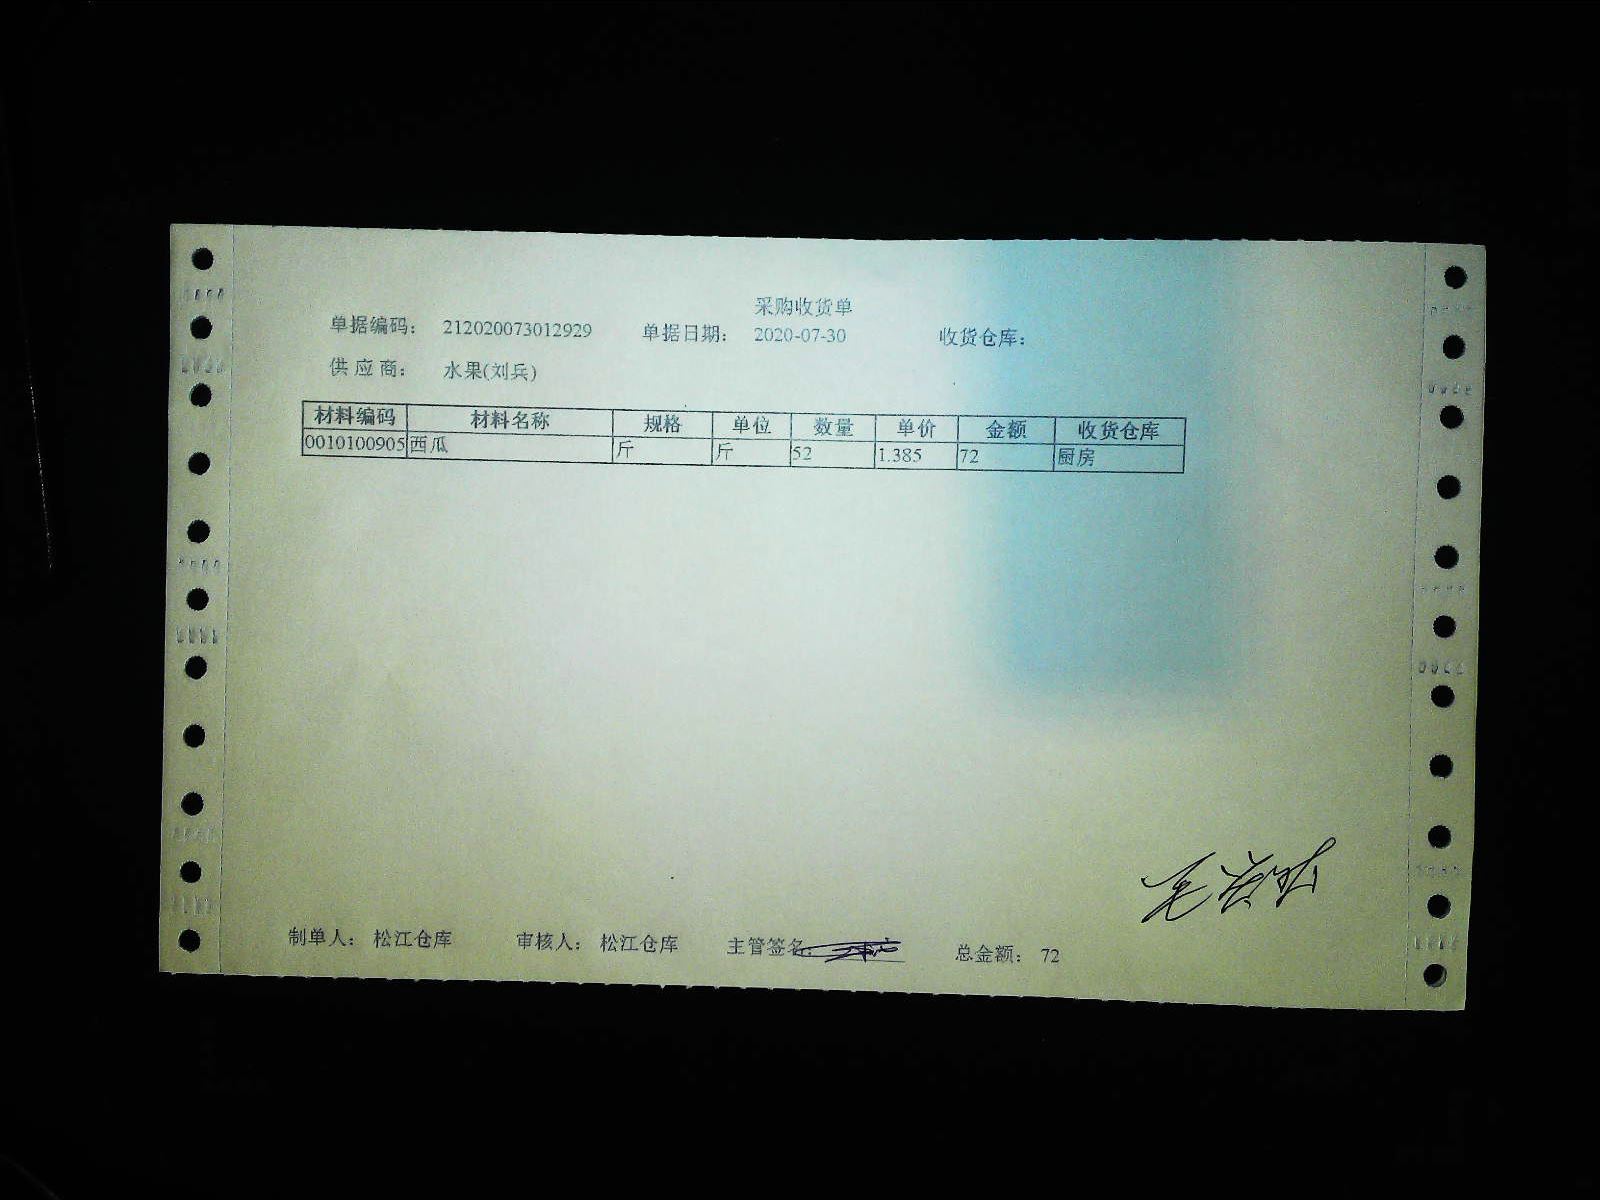 采购收货单
单据编码： 212020073012929 单据日期： 2020-07-30 收货仓库：
供应商： 水果(刘兵)
材料编码 材料名称 规格 单位 数量 单价 金额 收货仓库
0010100905 西瓜 斤 斤 52 1.385 72 厨房
制单人： 松江仓库 审核人： 松江仓库 主管签名: 总金额： 72